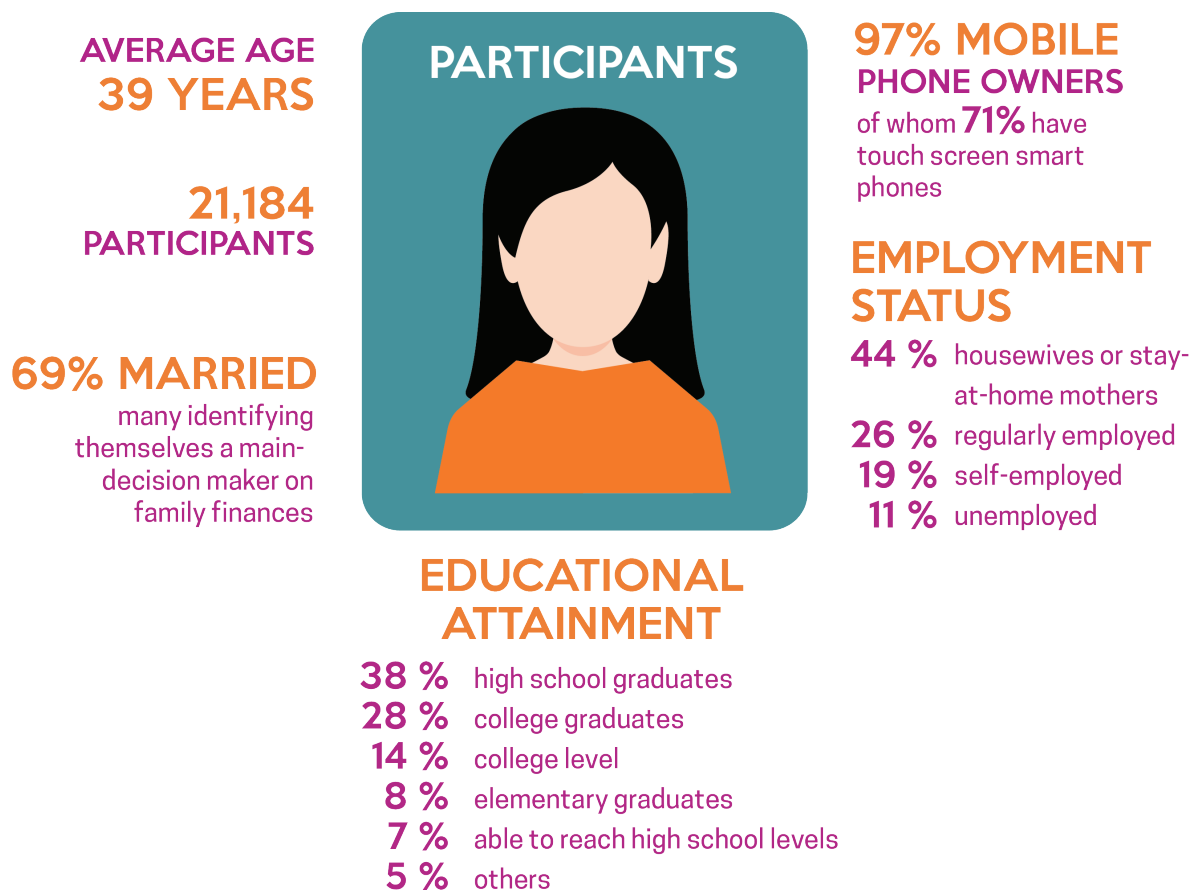 PARTICIPANTS
AVERAGE AGE
39 YEARS
21,184
PARTICIPANTS
69% MARRIED
many identifying
themselves a main-
decision maker on
family finances
97% MOBILE
PHONE OWNERS
of whom 71% have
touch screen smart
phones
EMPLOYMENT
STATUS
44 % housewives or stay-
at-home mothers
26 % regularly employed
19 % self-employed
11 % unemployed
EDUCATIONAL
ATTAINMENT
38 % high school graduates
28 % college graduates
14 % college level
8 % elementary graduates
7 % able to reach high school levels
5 % others